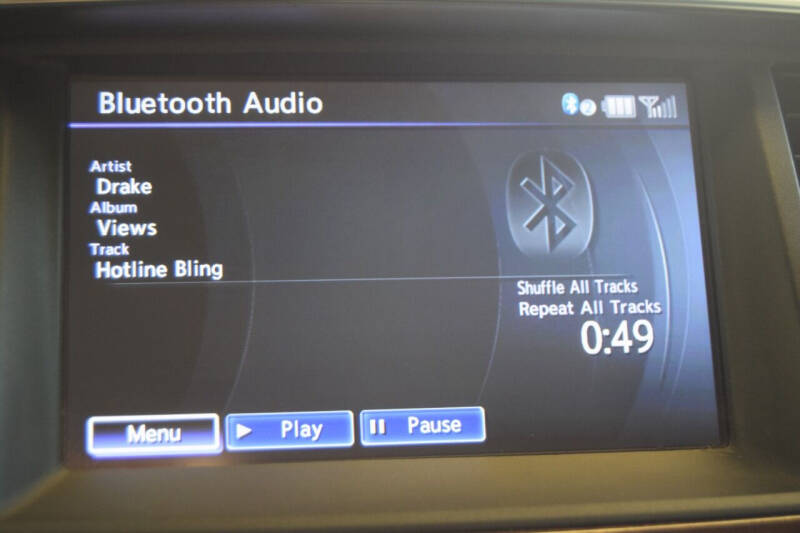 Bluetooth Audio
2
Artist
Drake
Album
Views
Track
Hotline Bling
Shuffle All Tracks
Repeat All Tracks
0:49
Menu
Play
Pause